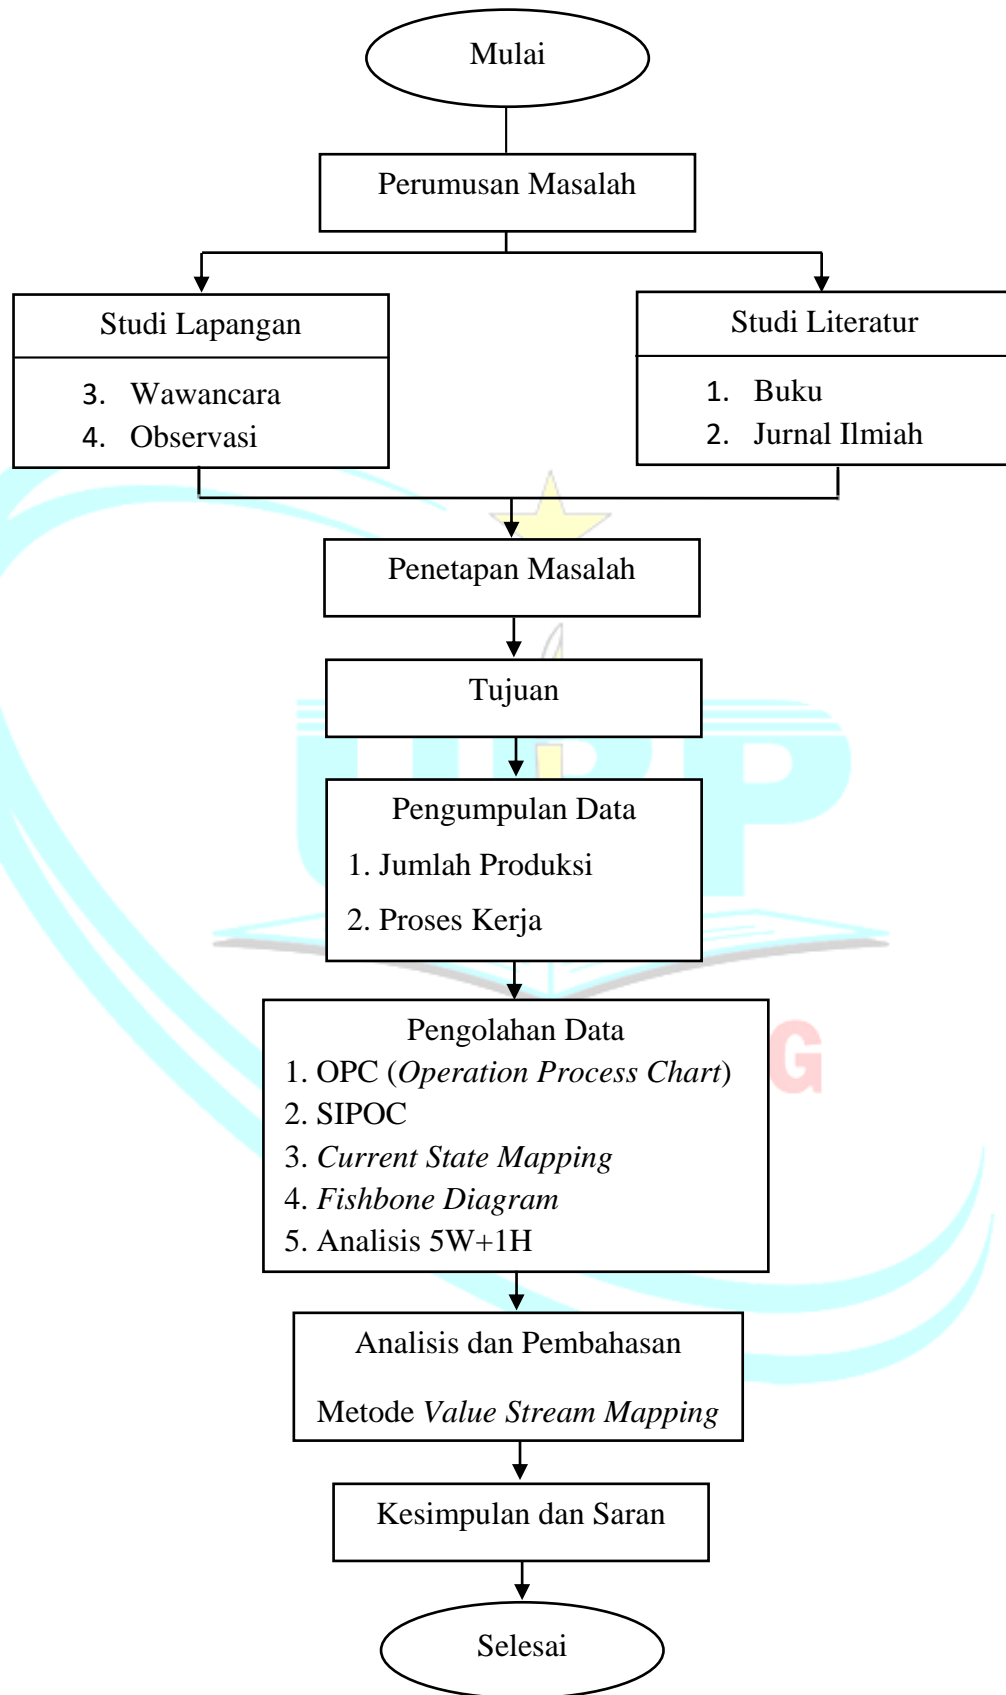 Mulai
Perumusan Masalah
Studi Lapangan
3. Wawancara
4. Observasi
Studi Literatur
1. Buku
2. Jurnal Ilmiah
Penetapan Masalah
Tujuan
Pengumpulan Data
1. Jumlah Produksi
2. Proses Kerja
Pengolahan Data
1. OPC (Operation Process Chart)
2. SIPOC
3. Current State Mapping
4. Fishbone Diagram
5. Analisis 5W+1H
Analisis dan Pembahasan
Metode Value Stream Mapping
Kesimpulan dan Saran
Selesai